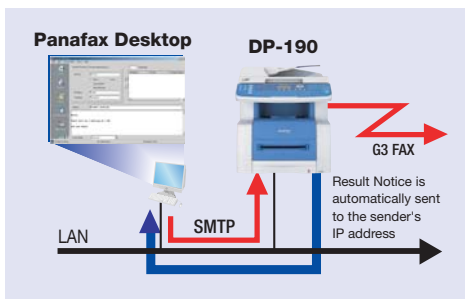 Panafax Desktop
DP-190
G3 FAX
Result Notice is
automatically sent
to the sender's
IP address
SMTP
LAN